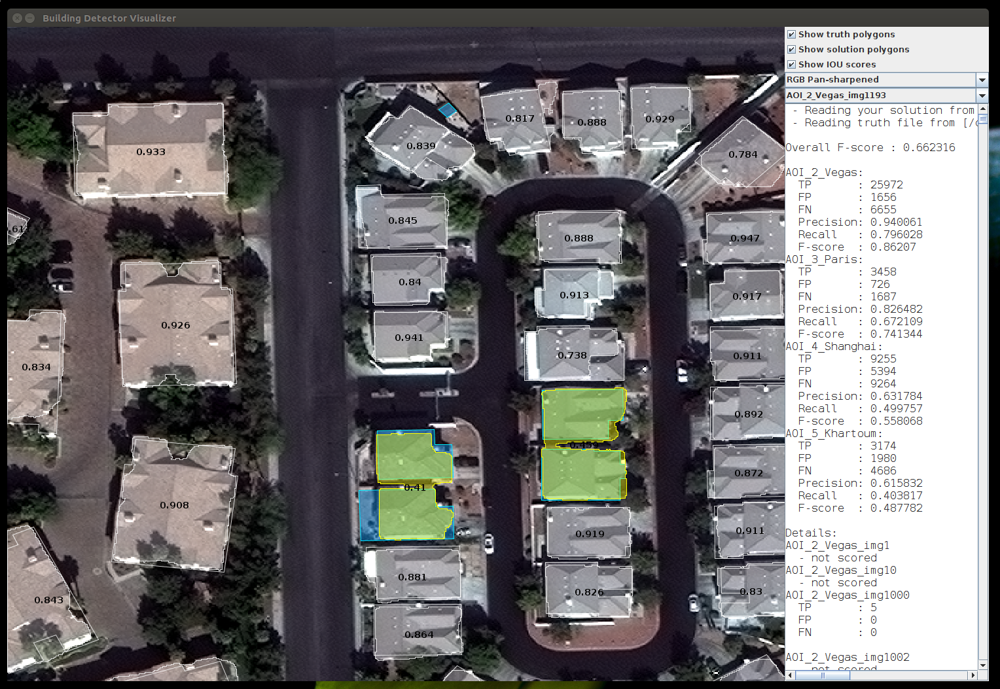 Building Detector Visualizer
Show truth polygons
Show solution polygons
Show IOU scores
RGB Pan-sharpened
AOI_2_Vegas_img1193
- Reading your solution from
- Reading truth file from [/
Overall F-score : 0.662316
AOI_2_Vegas:
TP : 25972
FP : 1656
FN : 6655
Precision: 0.940061
Recall : 0.796028
F-score : 0.86207
AOI_3_Paris:
TP : 3458
FP : 726
FN : 1687
Precision: 0.826482
Recall : 0.672109
F-score : 0.741344
AOI_4_Shanghai:
TP : 9255
FP : 5394
FN : 9264
Precision: 0.631784
Recall : 0.499757
F-score : 0.558068
AOI_5_Khartoum:
TP : 3174
FP : 1980
FN : 4686
Precision: 0.615832
Recall : 0.403817
F-score : 0.487782
Details:
AOI_2_Vegas_img1
- not scored
AOI_2_Vegas_img10
- not scored
AOI_2_Vegas_img1000
TP : 5
FP : 0
FN : 0
AOI_2_Vegas_img1002
- not scored
0.817
0.888
0.929
0.839
0.933
0.784
0.845
.61
0.888
0.947
0.84
0.913
0.917
0.926
0.941
0.738
0.911
0.834
0.892
0.459
0.872
0.41
0.908
0.911
0.919
0.881
0.826
0.83
0.843
0.864